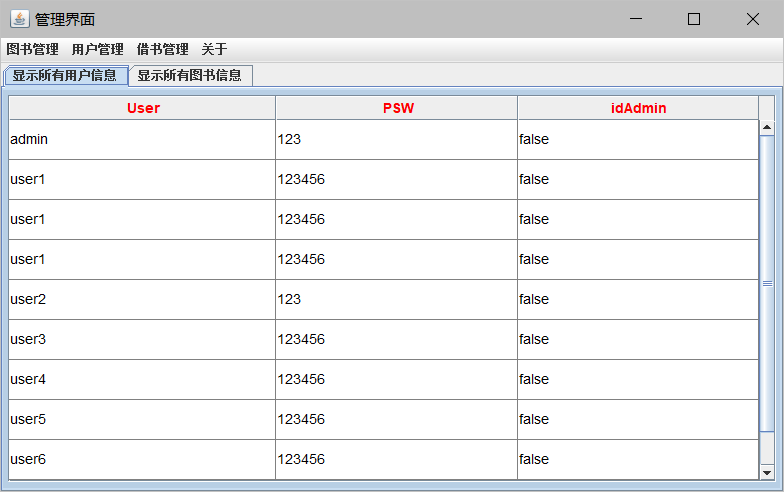 管理界面
图书管理 用户管理 借书管理 关于
显示所有用户信息 显示所有图书信息
User PSW idAdmin
admin 123 false
user1 123456 false
user1 123456 false
user1 123456 false
user2 123 false
user3 123456 false
user4 123456 false
user5 123456 false
user6 123456 false